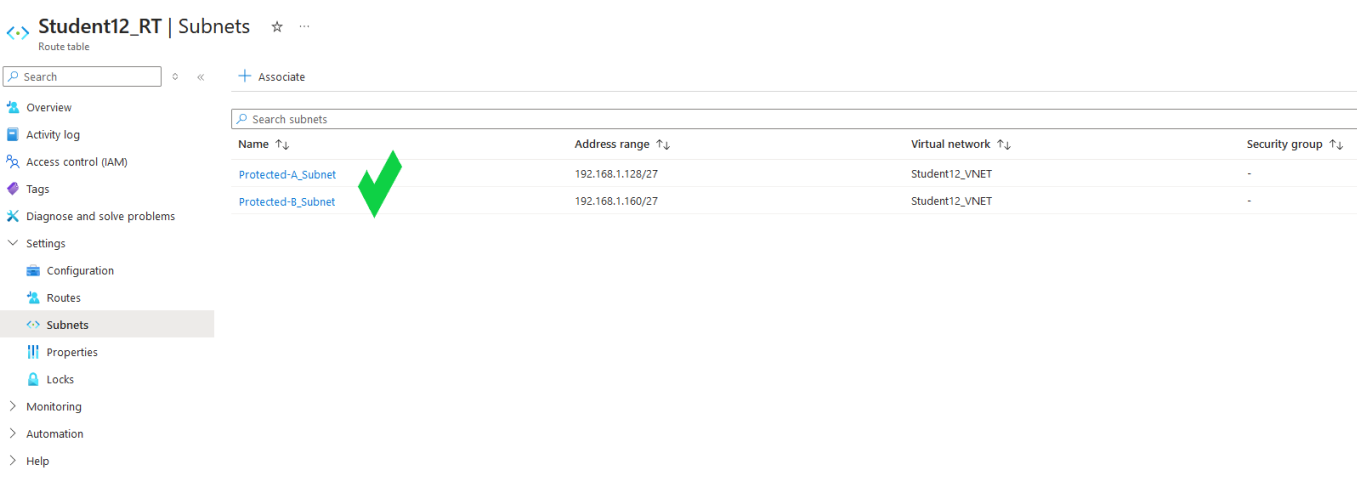 Student12_RT | Subnets
Route table
Search
Associate
Overview
Activity log
Access control (IAM)
Tags
Diagnose and solve problems
Settings
Configuration
Routes
Subnets
Properties
Locks
Monitoring
Automation
Help
Search subnets
Name Address range Virtual network Security group
Protected-A_Subnet 192.168.1.128/27 Student12_VNET -
Protected-B_Subnet 192.168.1.160/27 Student12_VNET -